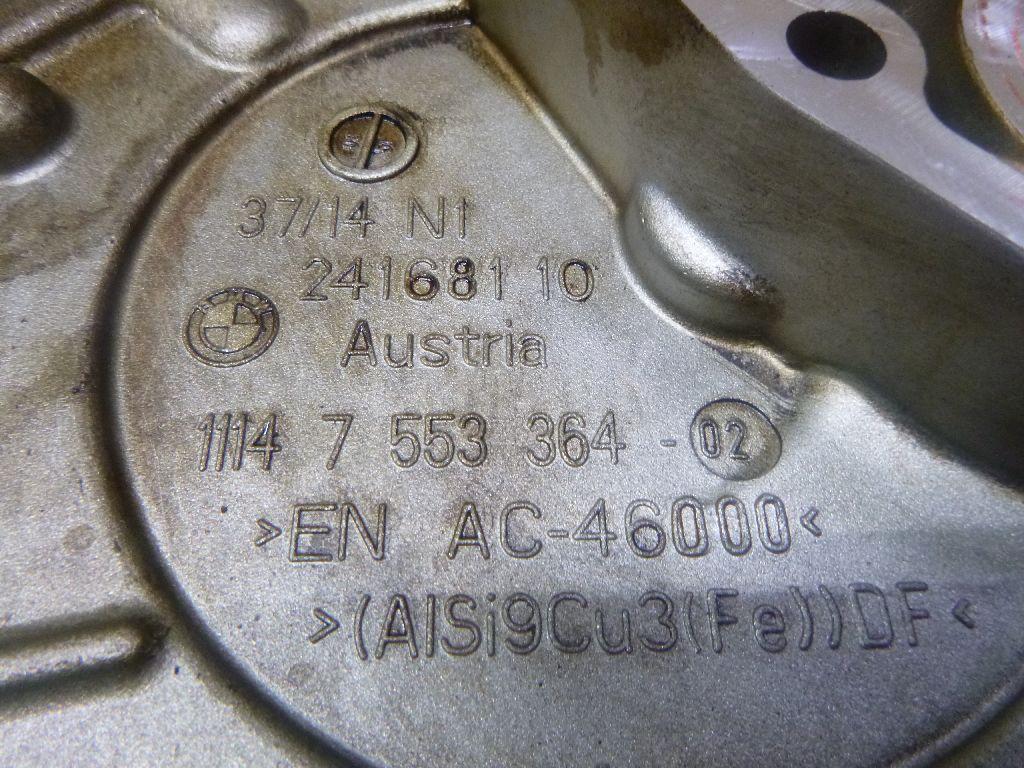 37/14 N1
241681 10
Austria
1114 7 553 364 - 02
>EN AC-46000<
>(AlSi9Cu3(Fe))DF<